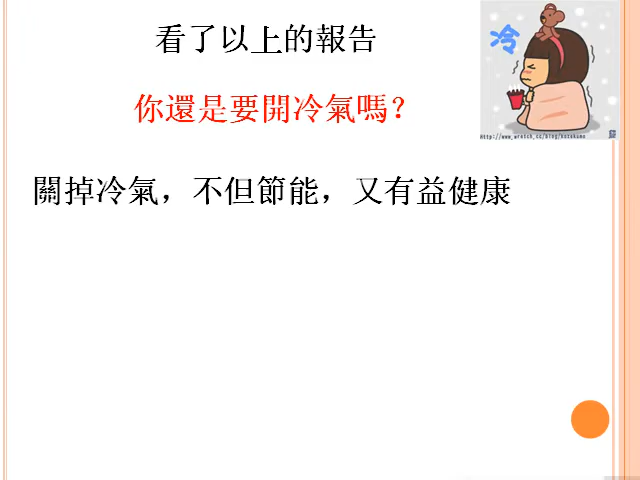 看了以上的報告
冷
你還是要開冷氣嗎？
關掉冷氣，不但節能，又有益健康